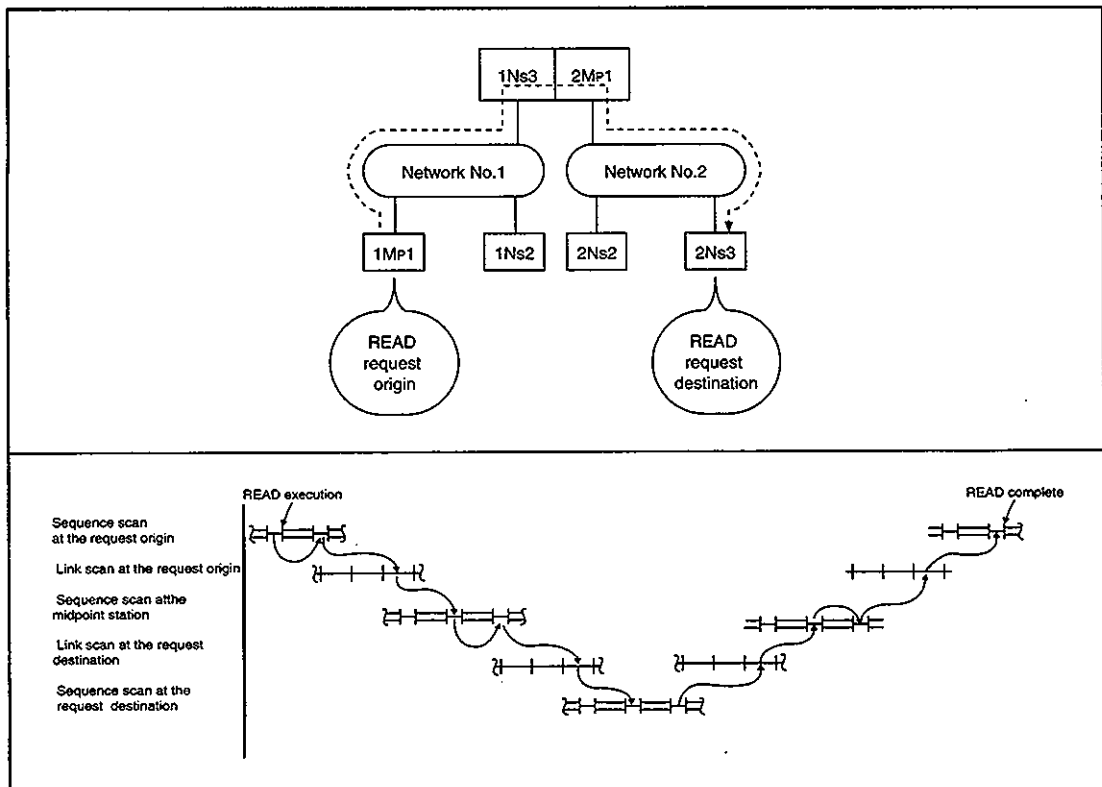 1Ns3 2MP1
Network No.1 Network No.2
1MP1 1Ns2 2Ns2 2Ns3
READ
request
origin
READ
request
destination
READ execution
READ complete
Sequence scan
at the request origin
Link scan at the request origin
Sequence scan atthe
midpoint station
Link scan at the request
destination
Sequence scan at the
request destination